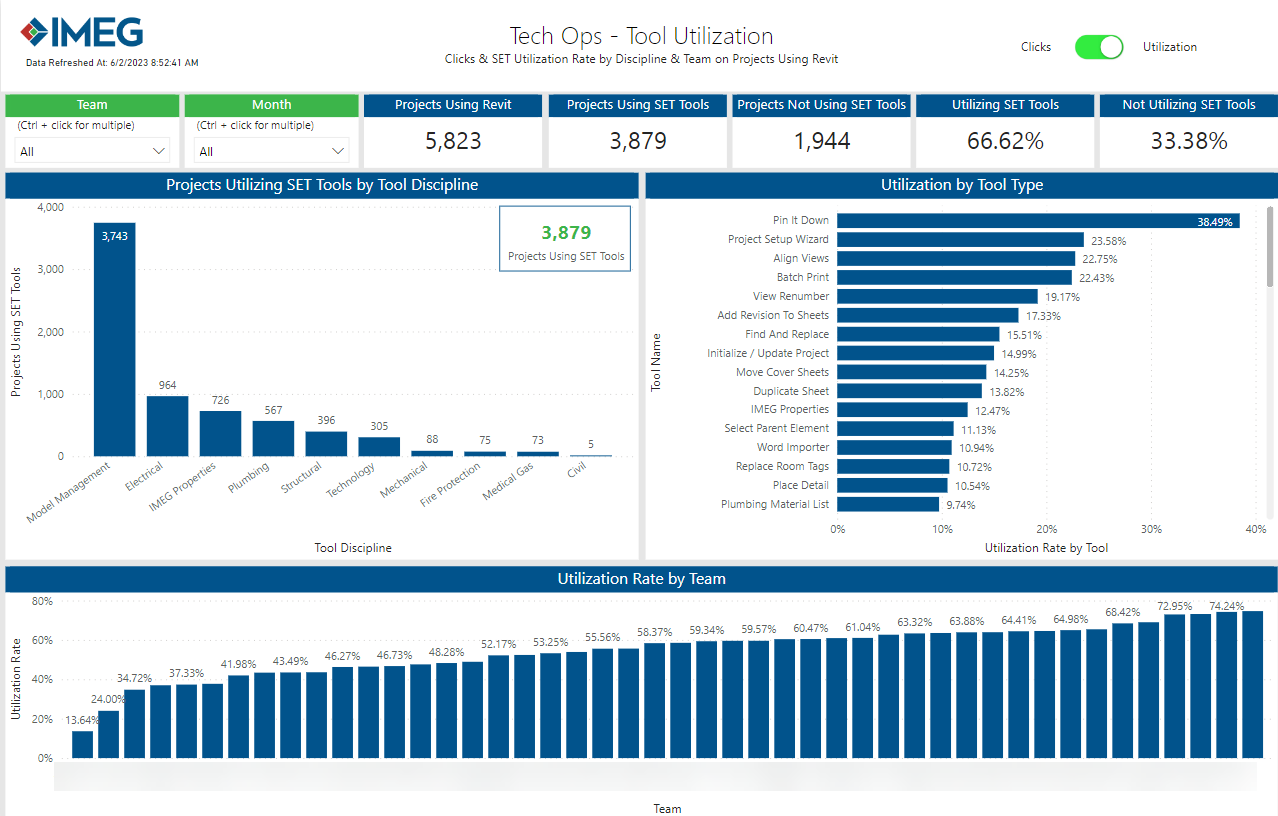 IMEG
Data Refreshed At: 6/2/2023 8:52:41 AM
Tech Ops - Tool Utilization
Clicks & SET Utilization Rate by Discipline & Team on Projects Using Revit
Clicks
Utilization
Team
(Ctrl + click for multiple)
All
Month
(Ctrl + click for multiple)
All
Projects Using Revit
5,823
Projects Using SET Tools
3,879
Projects Not Using SET Tools
1,944
Utilizing SET Tools
66.62%
Not Utilizing SET Tools
33.38%
Projects Utilizing SET Tools by Tool Discipline
3,879
Projects Using SET Tools
Projects Using SET Tools
4,000
3,000
2,000
1,000
0
3,743
964
726
567
396
305
88
75
73
5
Model Management
Electrical
IMEG Properties
Plumbing
Structural
Technology
Mechanical
Fire Protection
Medical Gas
Civil
Tool Discipline
Utilization by Tool Type
Tool Name
Pin It Down 38.49%
Project Setup Wizard 23.58%
Align Views 22.75%
Batch Print 22.43%
View Renumber 19.17%
Add Revision To Sheets 17.33%
Find And Replace 15.51%
Initialize / Update Project 14.99%
Move Cover Sheets 14.25%
Duplicate Sheet 13.82%
IMEG Properties 12.47%
Select Parent Element 11.13%
Word Importer 10.94%
Replace Room Tags 10.72%
Place Detail 10.54%
Plumbing Material List 9.74%
0% 10% 20% 30% 40%
Utilization Rate by Tool
Utilization Rate by Team
Utilization Rate
80%
60%
40%
20%
0%
13.64%
24.00%
34.72%
37.33%
41.98%
43.49%
46.27%
46.73%
48.28%
52.17%
53.25%
55.56%
58.37%
59.34%
59.57%
60.47%
61.04%
63.32%
63.88%
64.41%
64.98%
68.42%
72.95%
74.24%
Team